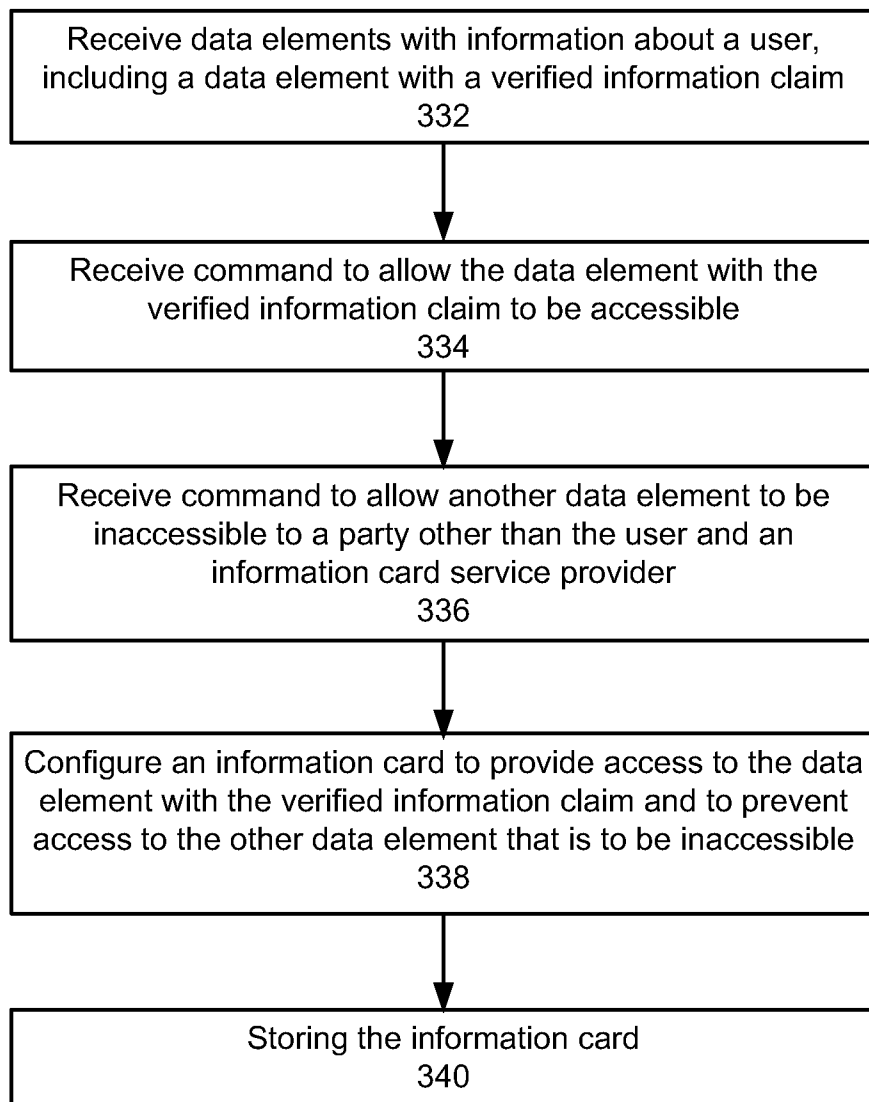 Receive data elements with information about a user,
including a data element with a verified information claim
332
Receive command to allow the data element with the
verified information claim to be accessible
334
Receive command to allow another data element to be
inaccessible to a party other than the user and an
information card service provider
336
Configure an information card to provide access to the data
element with the verified information claim and to prevent
access to the other data element that is to be inaccessible
338
Storing the information card
340